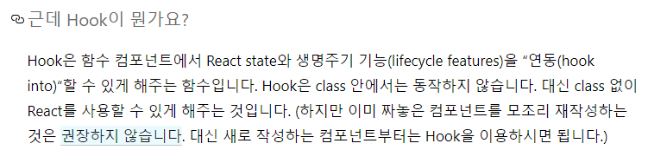 근데 Hook이 뭔가요?
Hook은 함수 컴포넌트에서 React state와 생명주기 기능(lifecycle features)을 “연동(hook
into)“할 수 있게 해주는 함수입니다. Hook은 class 안에서는 동작하지 않습니다. 대신 class 없이
React를 사용할 수 있게 해주는 것입니다. (하지만 이미 짜놓은 컴포넌트를 모조리 재작성하는
것은 권장하지 않습니다. 대신 새로 작성하는 컴포넌트부터는 Hook을 이용하시면 됩니다.)